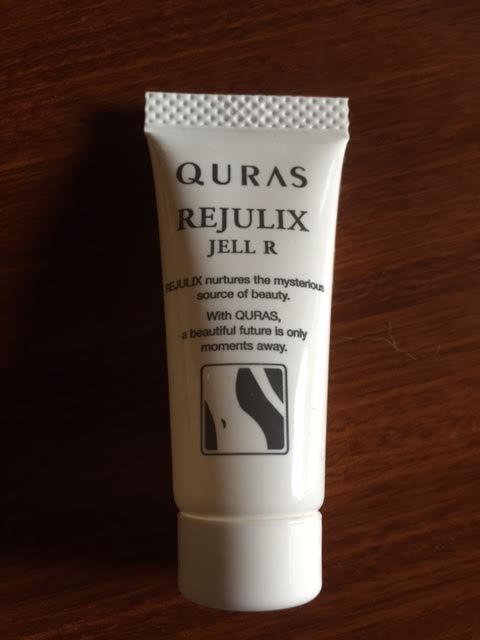 QURAS
REJULIX
JELL R
REJULIX nurtures the mysterious
source of beauty.
With QURAS,
a beautiful future is only
moments away.